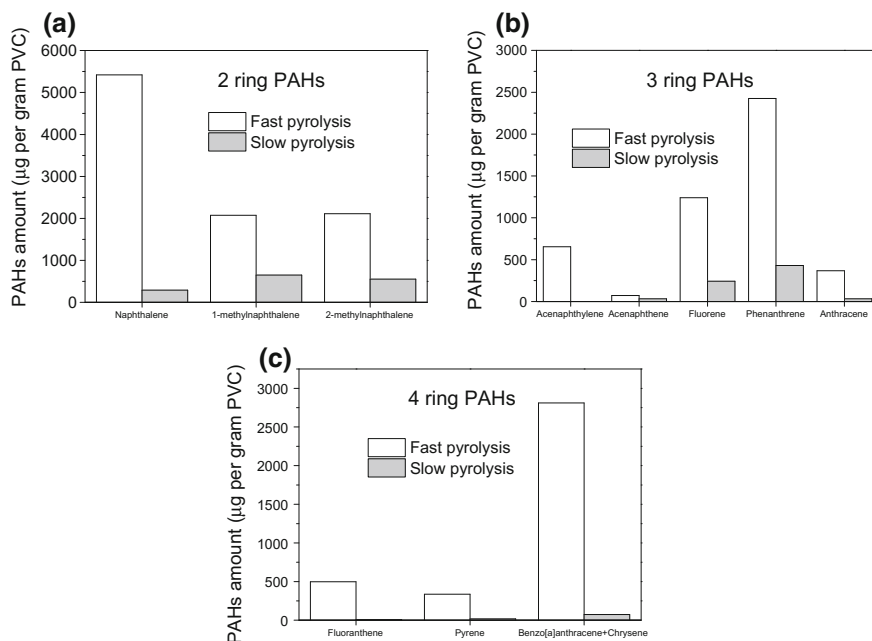 (a)
6000
5000
4000
3000
2000
1000
0
PAHs amount (μg per gram PVC)
2 ring PAHs
Fast pyrolysis
Slow pyrolysis
Naphthalene 1-methylnaphthalene 2-methylnaphthalene
(b)
3000
2500
2000
1500
1000
500
0
PAHs amount (μg per gram PVC)
3 ring PAHs
Fast pyrolysis
Slow pyrolysis
Acenaphthylene Acenaphthene Fluorene Phenanthrene Anthracene
(c)
3000
2500
2000
1500
1000
500
0
PAHs amount (μg per gram PVC)
4 ring PAHs
Fast pyrolysis
Slow pyrolysis
Fluoranthene Pyrene Benzo[a]anthracene+Chrysene